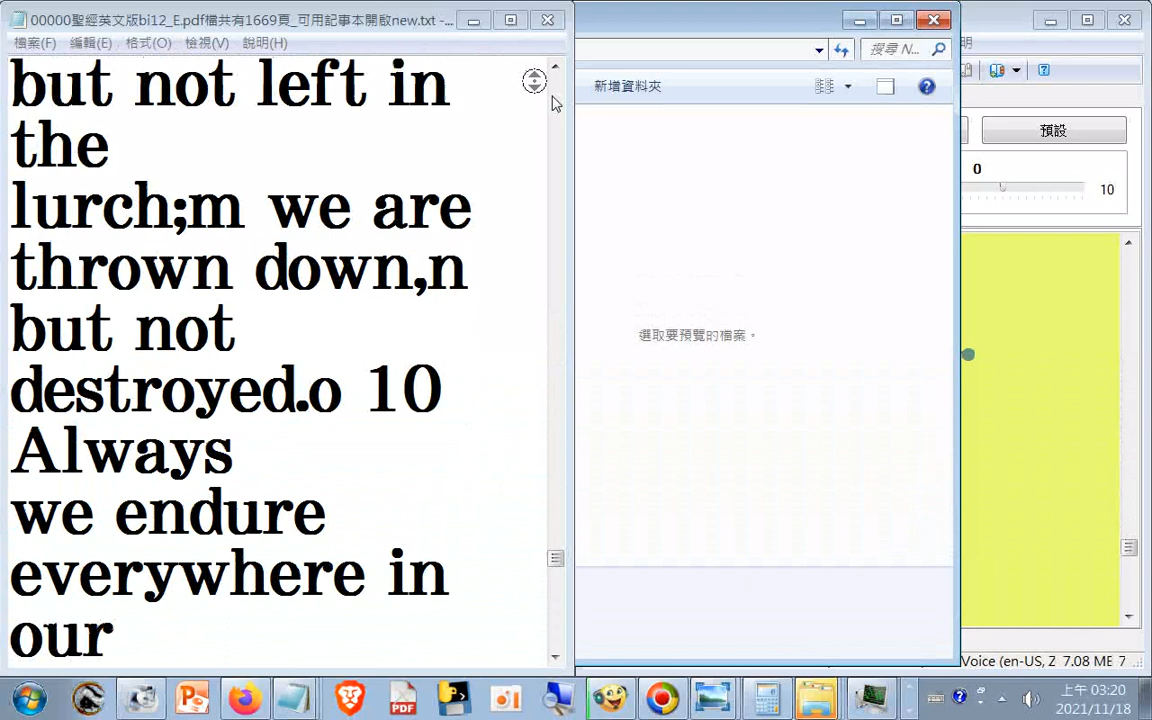 00000聖經英文版bi12_E.pdf檔共有1669頁_可用記事本開啟new.txt -...
檔案(F) 編輯(E) 格式(O) 檢視(V) 說明(H)
but not left in
the
lurch;m we are
thrown down,n
but not
destroyed.o 10
Always
we endure
everywhere in
our
搜尋 N...
新增資料夾
選取要預覽的檔案。
明
預設
0
10
Voice (en-US, Z 7.08 ME 7
PDF
上午 03:20
2021/11/18